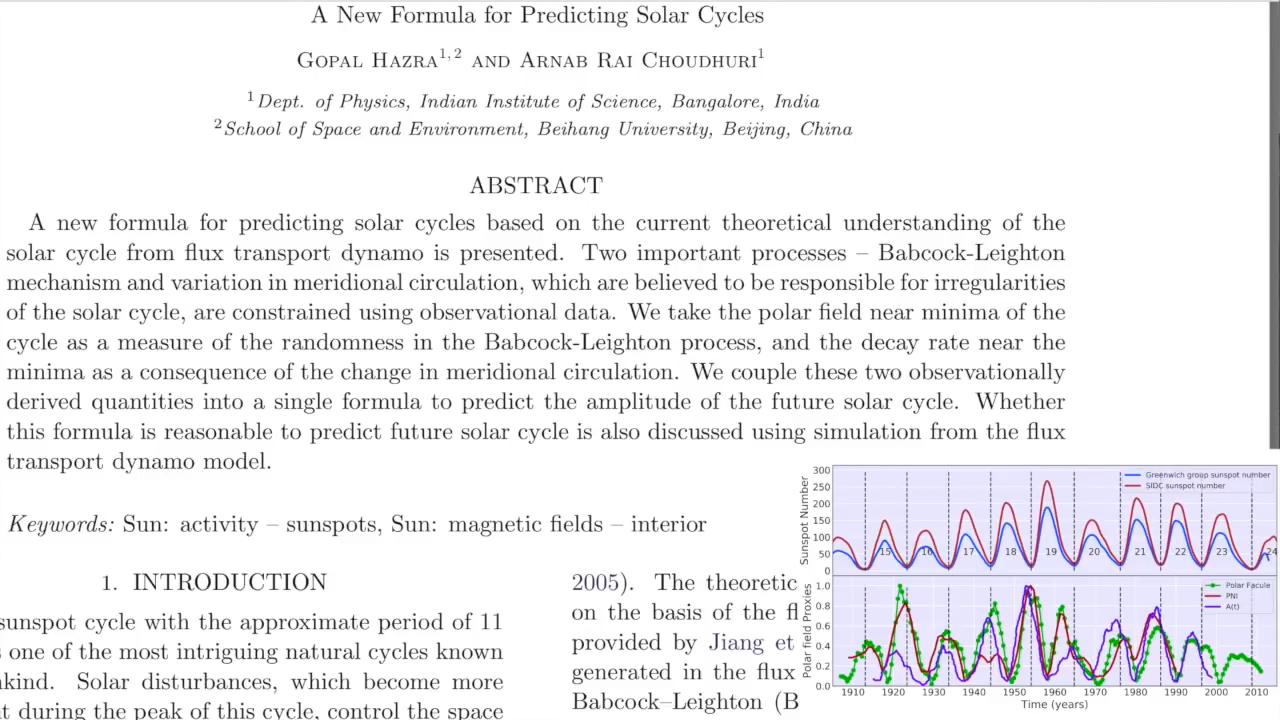 A New Formula for Predicting Solar Cycles
Gopal Hazra1,2 and Arnab Rai Choudhuri1
1Dept. of Physics, Indian Institute of Science, Bangalore, India
2School of Space and Environment, Beihang University, Beijing, China
ABSTRACT
A new formula for predicting solar cycles based on the current theoretical understanding of the
solar cycle from flux transport dynamo is presented. Two important processes – Babcock-Leighton
mechanism and variation in meridional circulation, which are believed to be responsible for irregularities
of the solar cycle, are constrained using observational data. We take the polar field near minima of the
cycle as a measure of the randomness in the Babcock-Leighton process, and the decay rate near the
minima as a consequence of the change in meridional circulation. We couple these two observationally
derived quantities into a single formula to predict the amplitude of the future solar cycle. Whether
this formula is reasonable to predict future solar cycle is also discussed using simulation from the flux
transport dynamo model.
Keywords: Sun: activity – sunspots, Sun: magnetic fields – interior
1. INTRODUCTION
sunspot cycle with the approximate period of 11
one of the most intriguing natural cycles known
nkind. Solar disturbances, which become more
t during the peak of this cycle, control the space
2005). The theoretic
on the basis of the fl
provided by Jiang et
generated in the flux
Babcock–Leighton (B
Sunspot Number
300
250
200
150
100
50
0
Greenwich group sunspot number
SIDC sunspot number
15 16 17 18 19 20 21 22 23 24
Polar field Proxies
1.0
0.8
0.6
0.4
0.2
0.0
Polar Facule
PNI
A(t)
1910 1920 1930 1940 1950 1960 1970 1980 1990 2000 2010
Time (years)